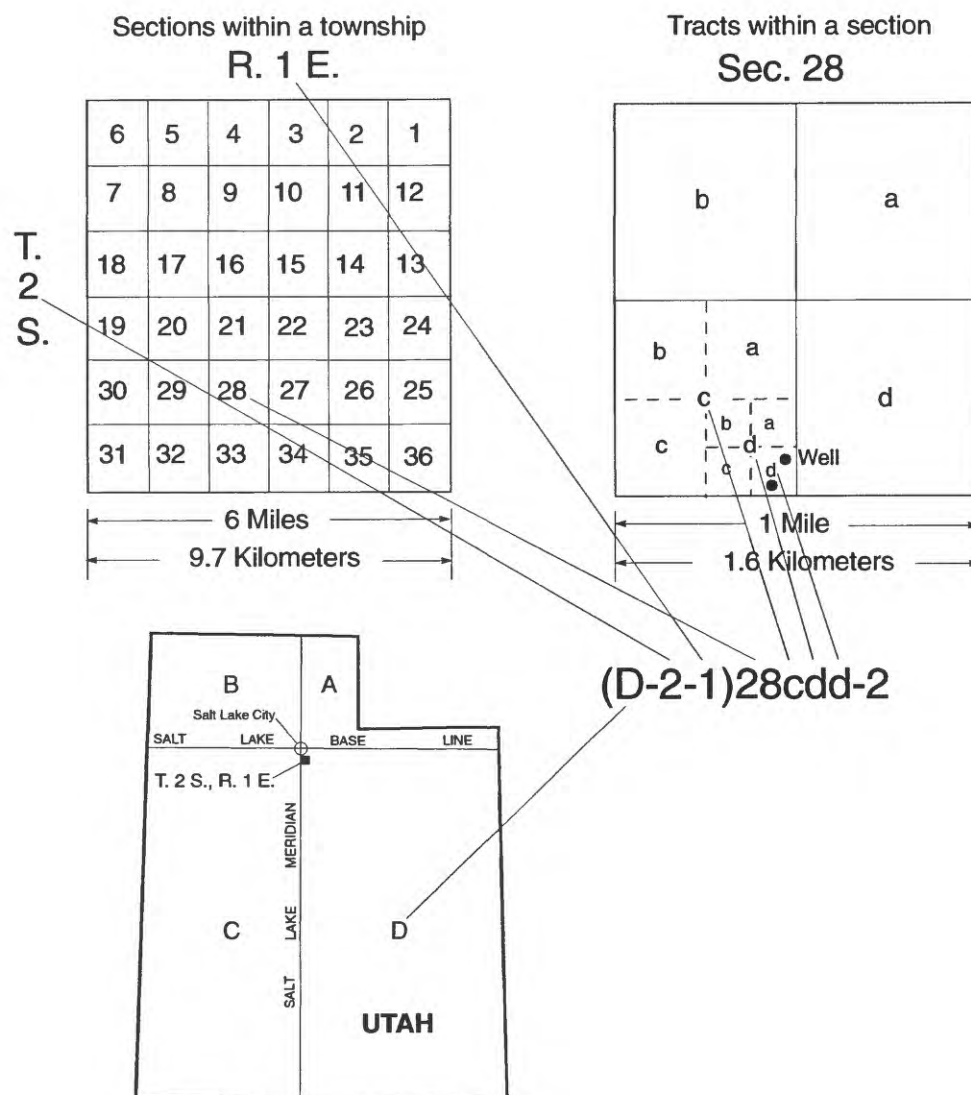 Sections within a township
R. 1 E.
T.
2
S.
6 5 4 3 2 1
7 8 9 10 11 12
18 17 16 15 14 13
19 20 21 22 23 24
30 29 28 27 26 25
31 32 33 34 35 36
6 Miles
9.7 Kilometers
Tracts within a section
Sec. 28
b a
b a
c d
b a
c d
c d Well
1 Mile
1.6 Kilometers
(D-2-1)28cdd-2
B A
Salt Lake City
SALT LAKE BASE LINE
T. 2 S., R. 1 E.
MERIDIAN
LAKE
SALT
C D
UTAH